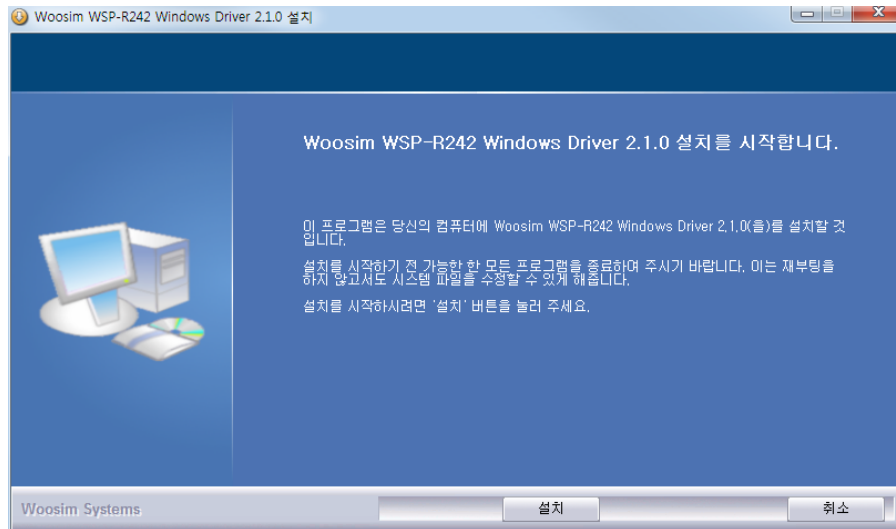 Woosim WSP-R242 Windows Driver 2.1.0 설치
Woosim WSP-R242 Windows Driver 2.1.0 설치를 시작합니다.
이 프로그램은 당신의 컴퓨터에 Woosim WSP-R242 Windows Driver 2.1.0(을)를 설치할 것
입니다.
설치를 시작하기 전 가능한 한 모든 프로그램을 종료하여 주시기 바랍니다. 이는 재부팅을
하지 않고서도 시스템 파일을 수정할 수 있게 해줍니다.
설치를 시작하시려면 '설치' 버튼을 눌러 주세요.
Woosim Systems
설치
취소